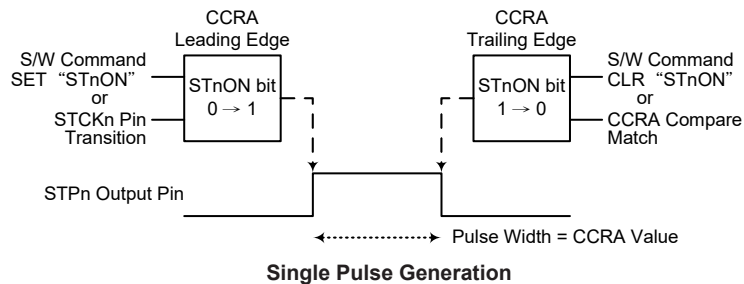 CCRA
Leading Edge
S/W Command
SET “STnON”
or
STCKn Pin
Transition
STnON bit
0 → 1
CCRA
Trailing Edge
STnON bit
1 → 0
S/W Command
CLR “STnON”
or
CCRA Compare
Match
STPn Output Pin
Pulse Width = CCRA Value
Single Pulse Generation